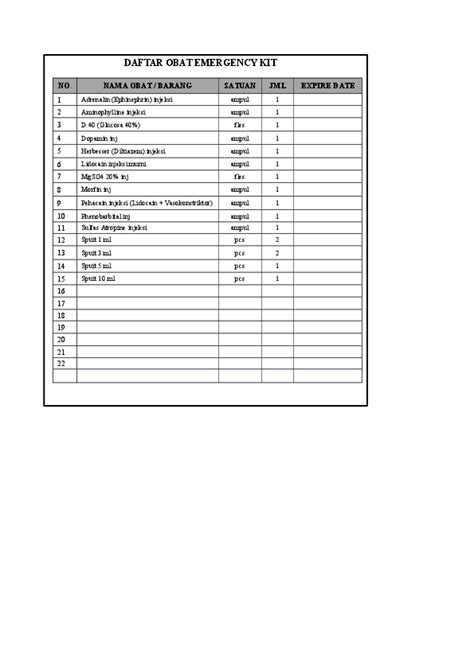 DAFTAR OBAT EMERGENCY KIT
NO NAMA OBAT / BARANG SATUAN JML EXPIRE DATE
1 Adrenalin (Ephinephrin) injeksi ampul 1
2 Aminophylline injeksi ampul 1
3 D 40 (Glucosa 40%) fles 1
4 Dopamin inj ampul 1
5 Herbesser (Diltiazem) injeksi ampul 1
6 Lidocain injeksi murni ampul 1
7 MgSO4 20% inj fles 1
8 Morfin inj ampul 1
9 Pehacain injeksi (Lidocain + Vasokonstriktor) ampul 1
10 Phenobarbital inj ampul 1
11 Sulfas Atropine injeksi ampul 1
12 Spuit 1 ml pcs 2
13 Spuit 3 ml pcs 2
14 Spuit 5 ml pcs 1
15 Spuit 10 ml pcs 1
16
17
18
19
20
21
22